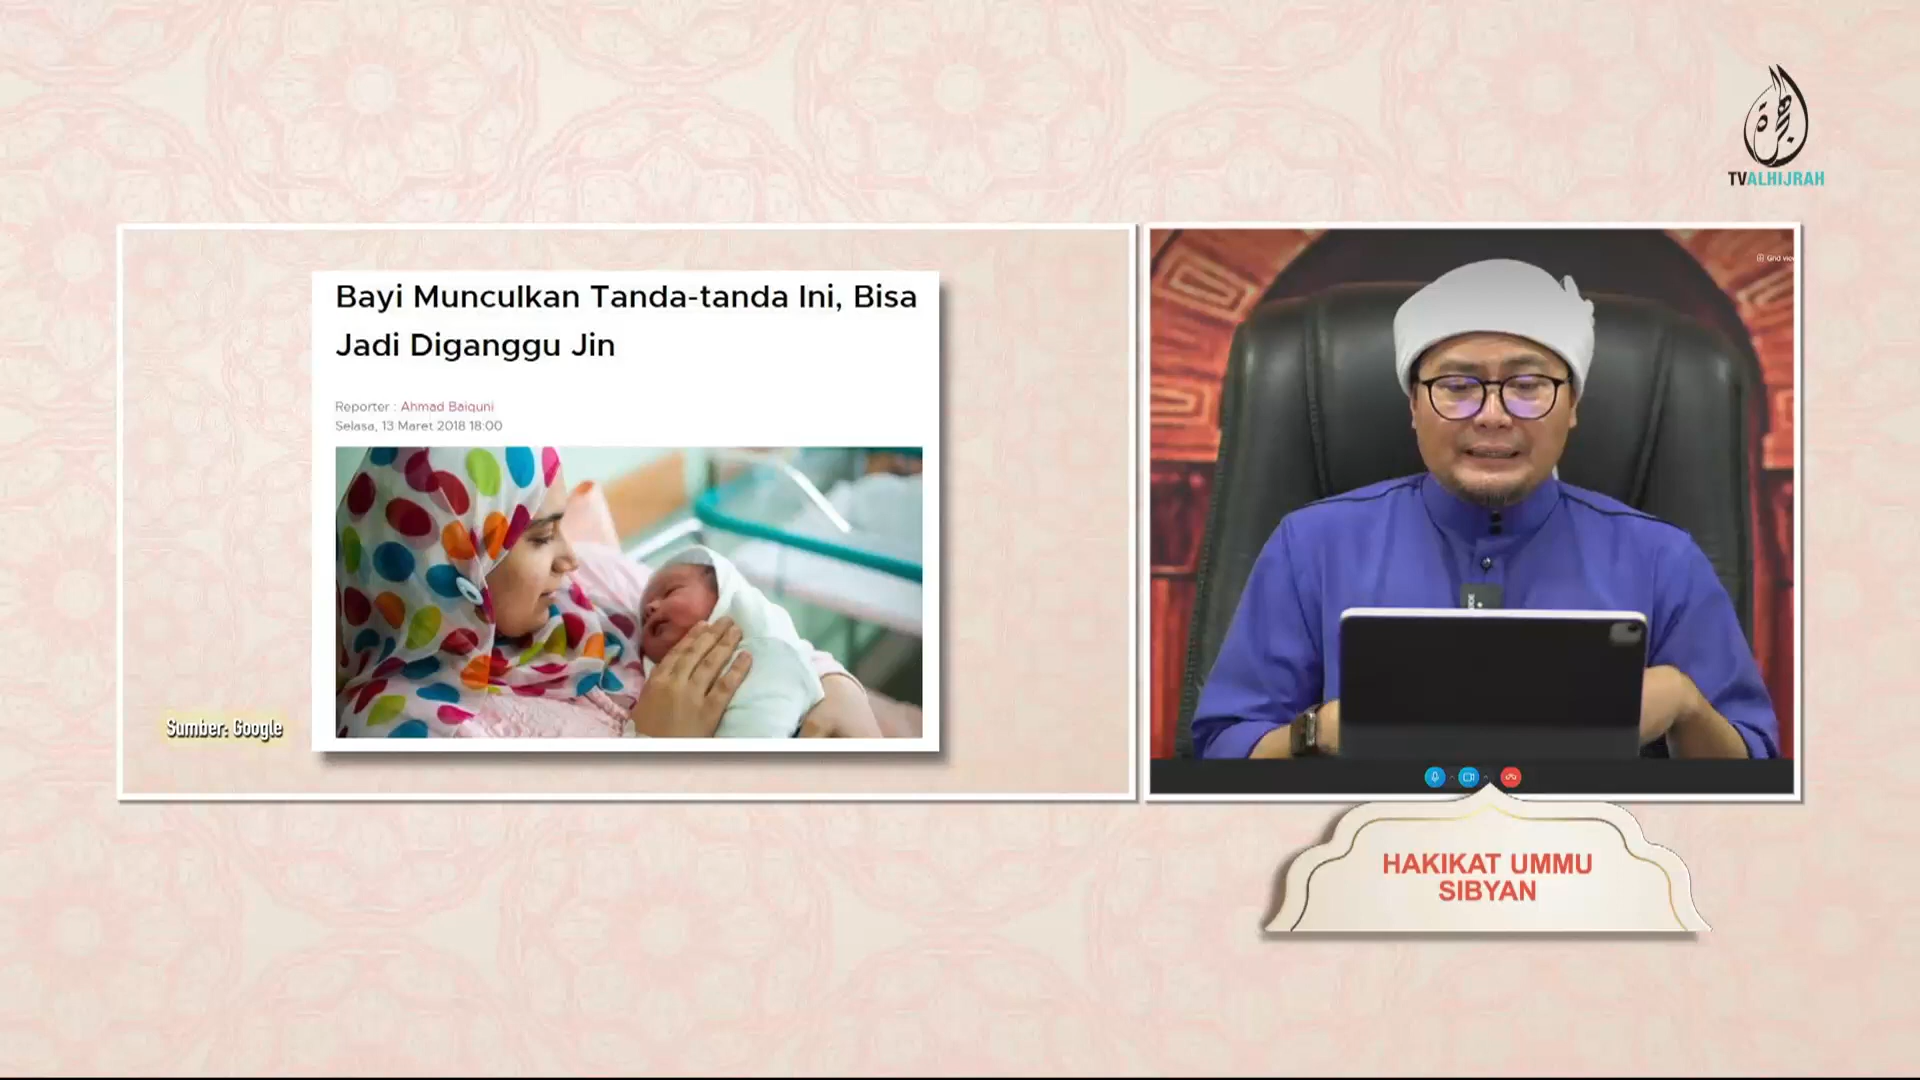 هجرة
TVALHIJRAH
Bayi Munculkan Tanda-tanda Ini, Bisa
Jadi Diganggu Jin
Reporter : Ahmad Baiquni
Selasa, 13 Maret 2018 18:00
Sumber: Google
HAKIKAT UMMU
SIBYAN